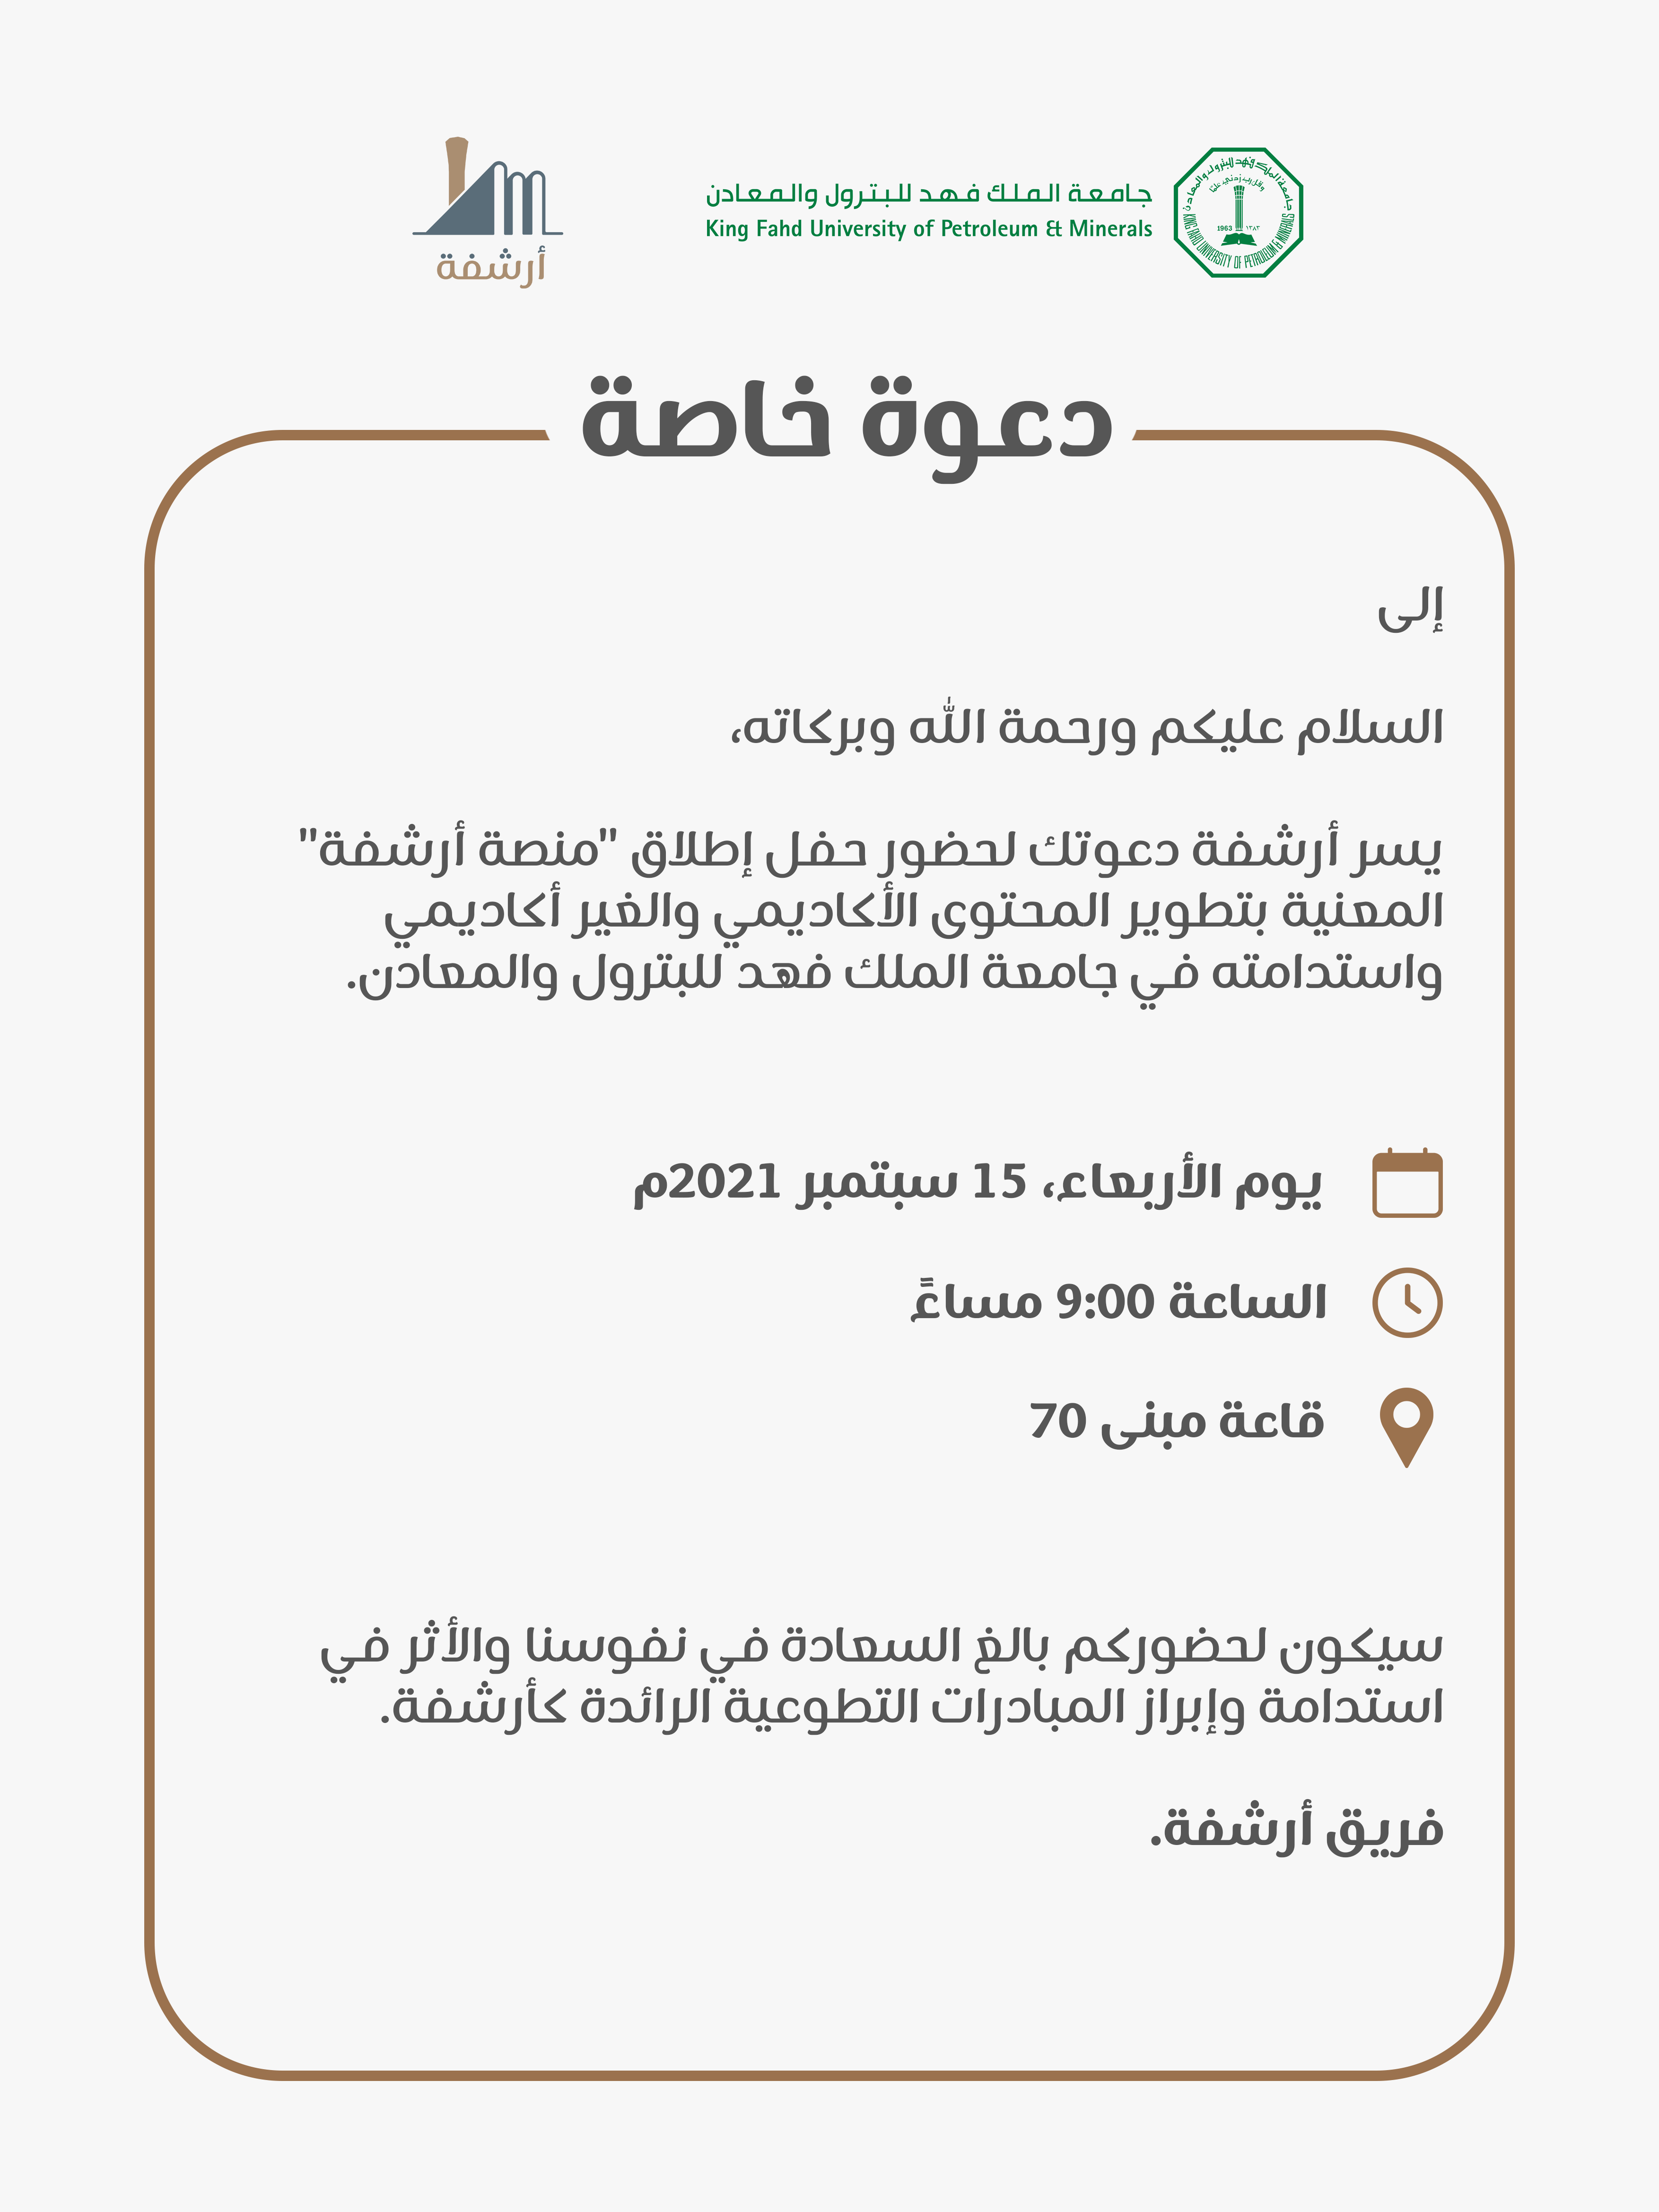 جامعة الملك فهد للبترول والمعادن
King Fahd University of Petroleum & Minerals
جامعة الملك فهد للبترول والمعادن
وقل رب زدني علما
1963 ١٣٨٣
KING FAHD UNIVERSITY OF PETROLEUM & MINERALS
أرشفة
دعوة خاصة
إلى
السلام عليكم ورحمة الله وبركاته،
يسر أرشفة دعوتك لحضور حفل إطلاق "منصة أرشفة"
المعنية بتطوير المحتوى الأكاديمي والغير أكاديمي
واستدامته في جامعة الملك فهد للبترول والمعادن.
يوم الأربعاء، 15 سبتمبر 2021م
الساعة 9:00 مساءً
قاعة مبنى 70
سيكون لحضوركم بالغ السعادة في نفوسنا والأثر في
استدامة وإبراز المبادرات التطوعية الرائدة كأرشفة.
فريق أرشفة.